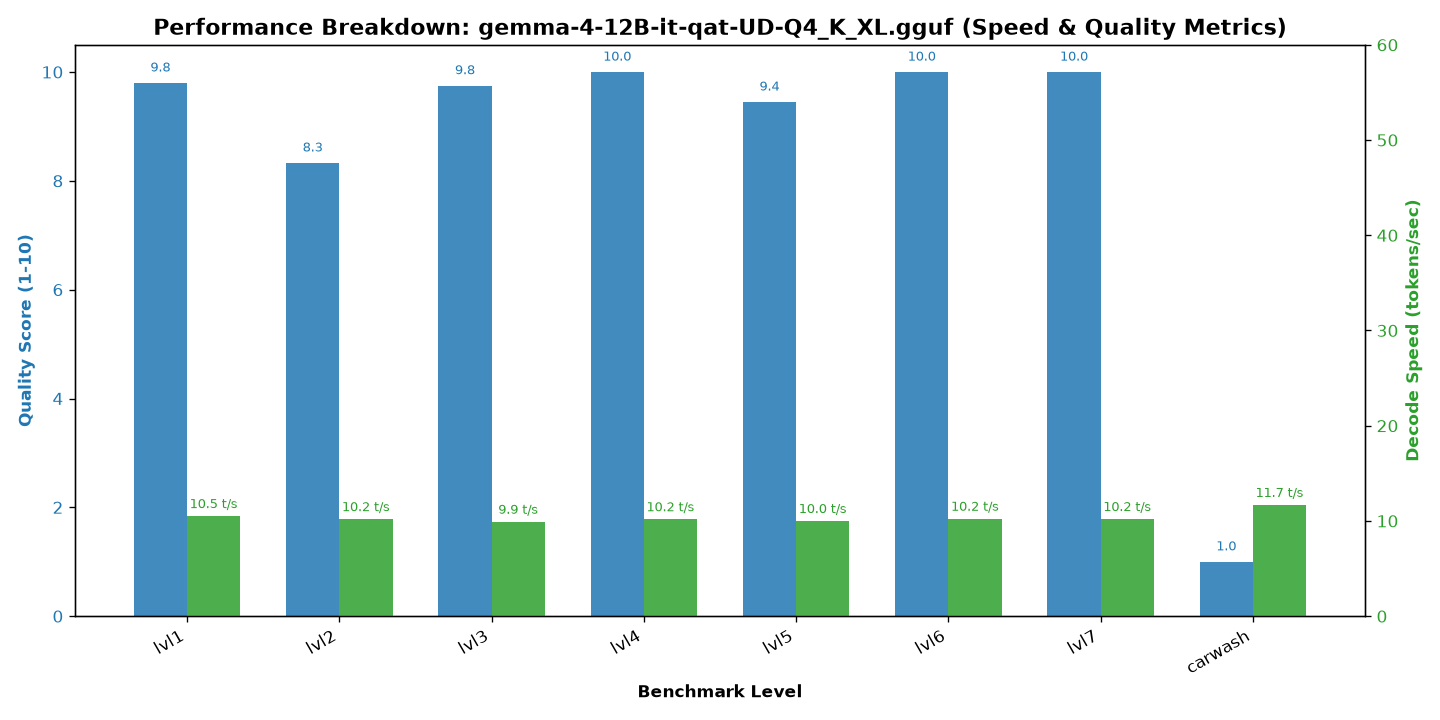 Performance Breakdown: gemma-4-12B-it-qat-UD-Q4_K_XL.gguf (Speed & Quality Metrics)
Quality Score (1-10)
10
8
6
4
2
0
9.8
8.3
9.8
10.0
9.4
10.0
10.0
1.0
10.5 t/s
10.2 t/s
9.9 t/s
10.2 t/s
10.0 t/s
10.2 t/s
10.2 t/s
11.7 t/s
60
50
40
30
20
10
0
Decode Speed (tokens/sec)
lvl1
lvl2
lvl3
lvl4
lvl5
lvl6
lvl7
carwash
Benchmark Level